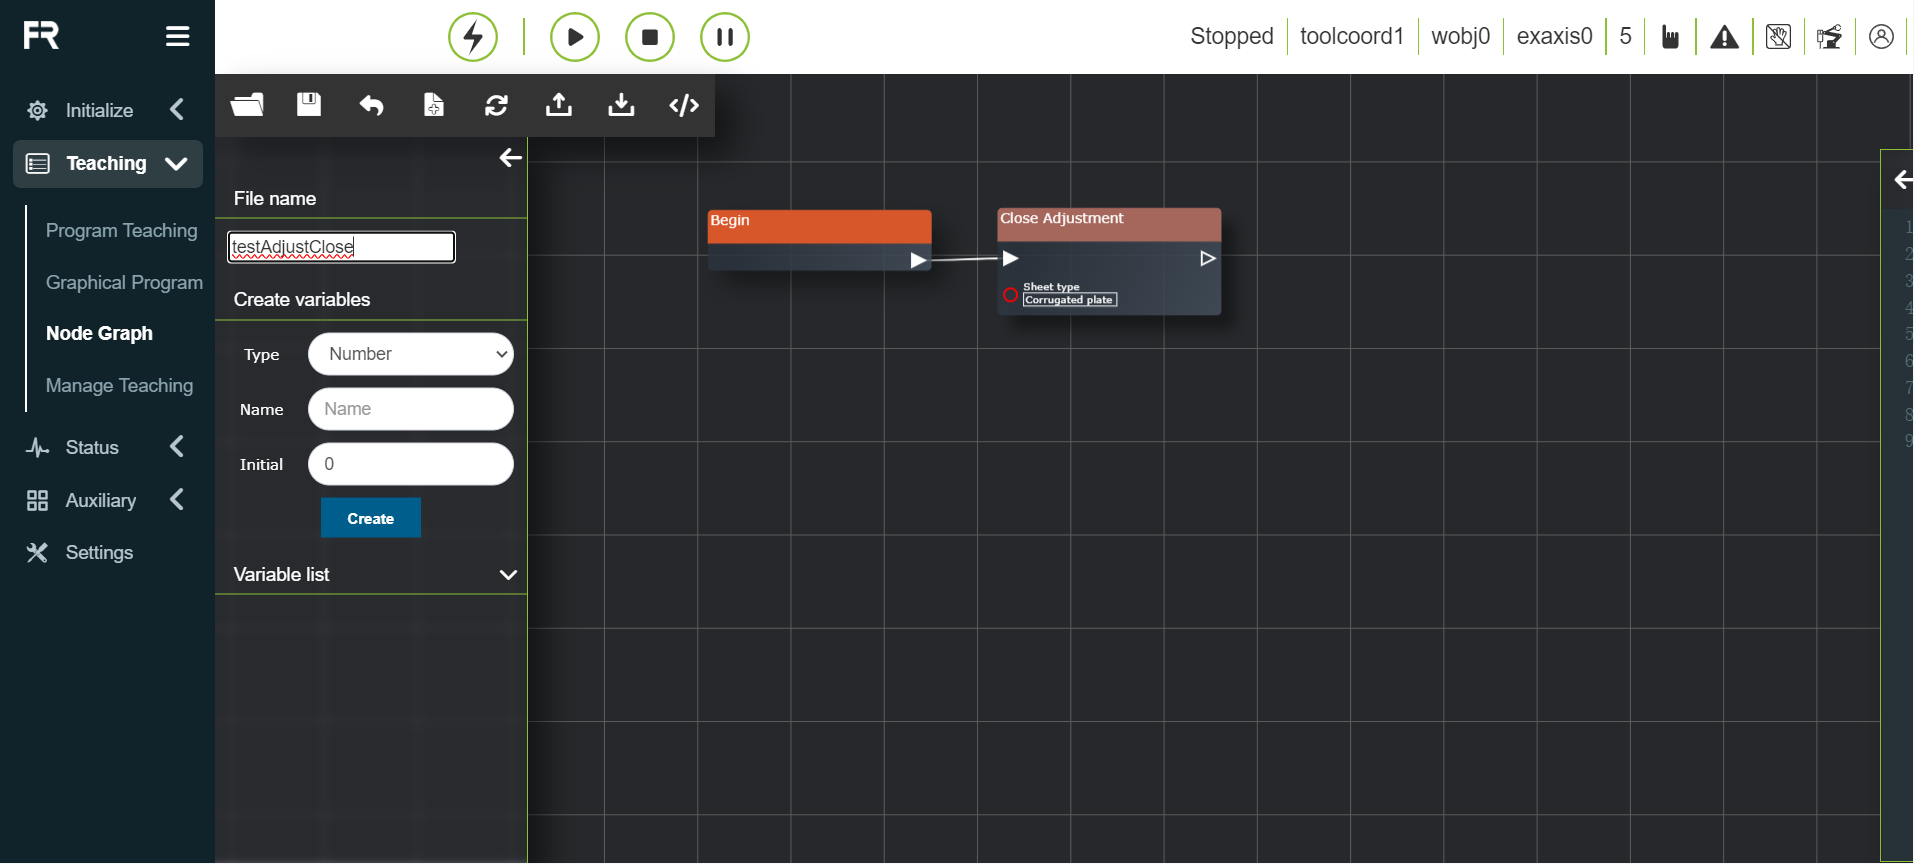 FR
Stopped
toolcoord1
wobj0
exaxis0
5
Initialize
Teaching
Program Teaching
Graphical Program
Node Graph
Manage Teaching
Status
Auxiliary
Settings
File name
testAdjustClose
Create variables
Type
Number
Name
Name
Initial
0
Create
Variable list
Begin
Close Adjustment
Sheet type
Corrugated plate
1
2
3
4
5
6
7
8
9